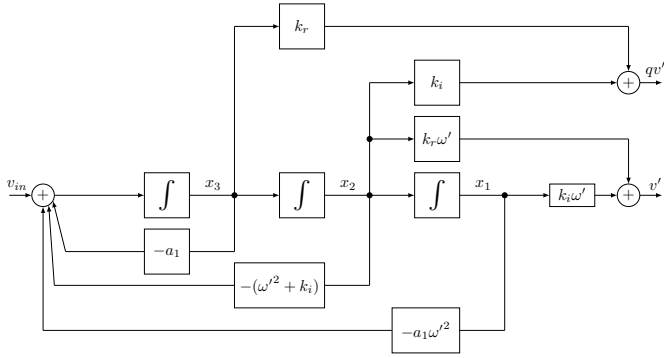 k_r
k_i
qv'
k_rω'
v_in
+
∫
x_3
∫
x_2
∫
x_1
k_iω'
+
v'
+
−a_1
−(ω'^2 + k_i)
−a_1ω'^2